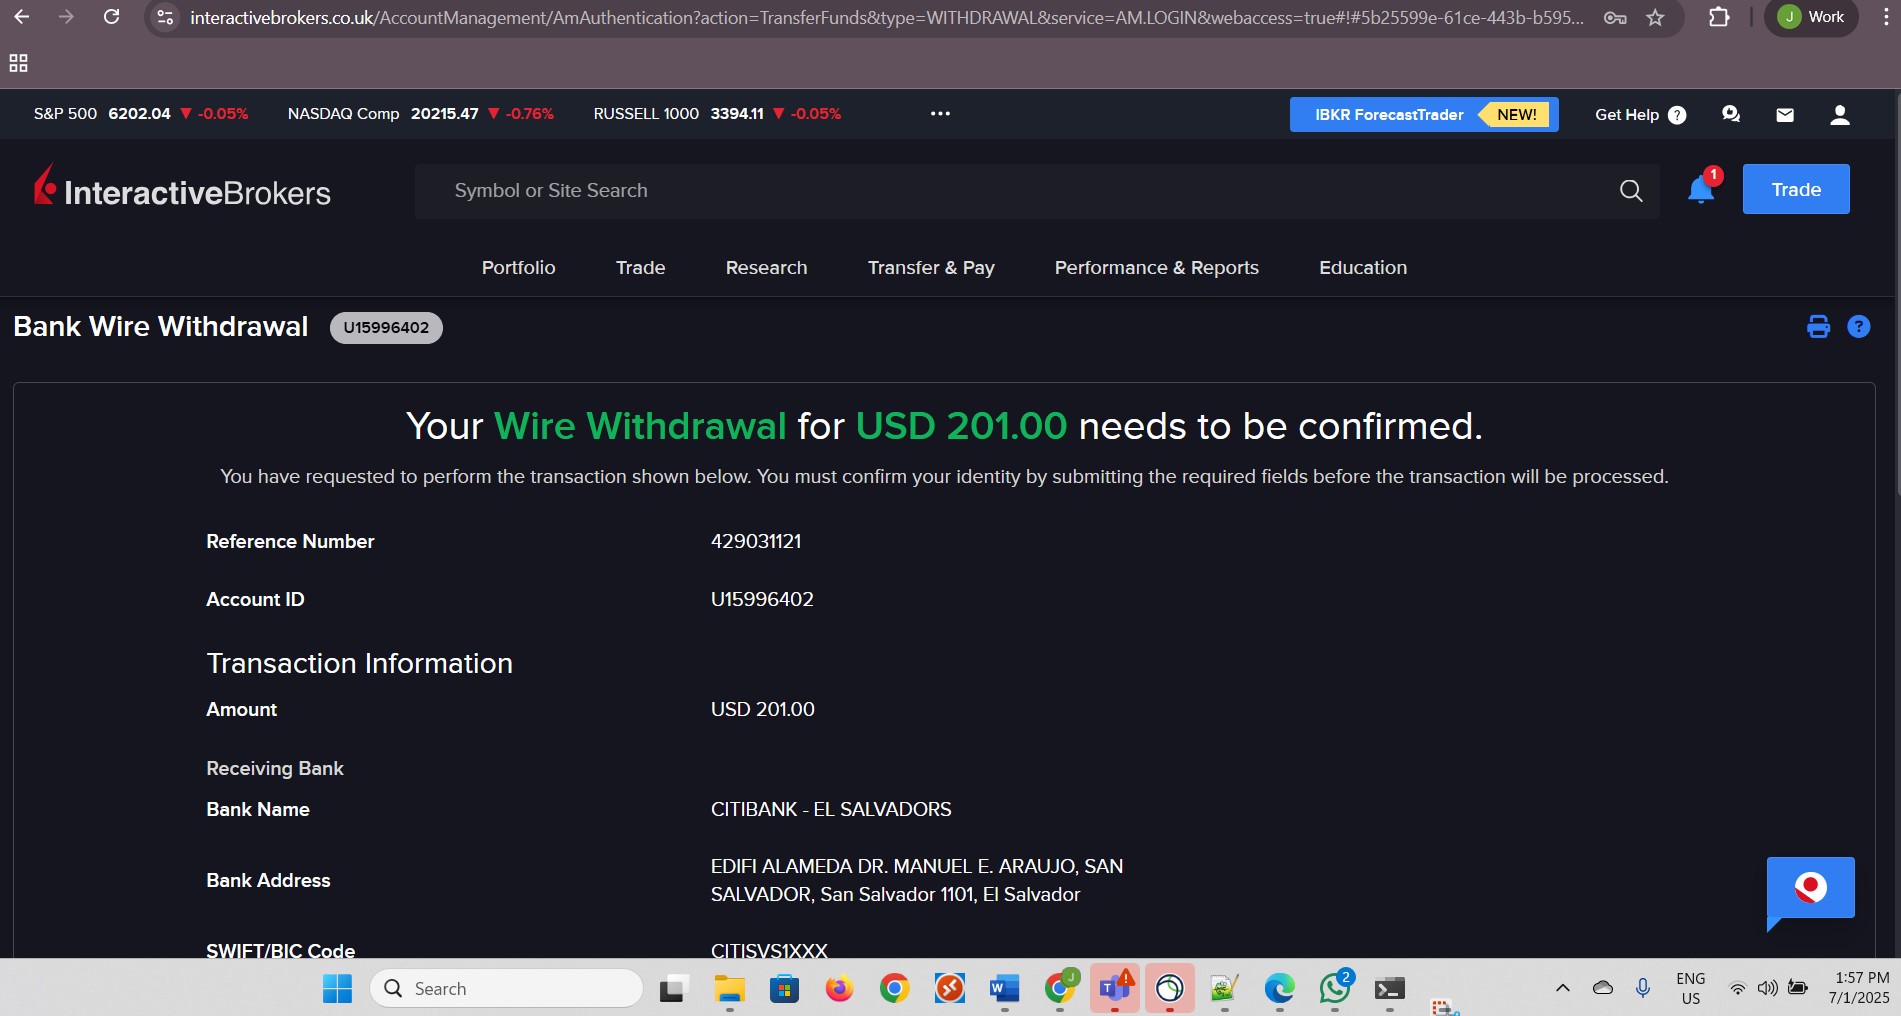 interactivebrokers.co.uk/AccountManagement/AmAuthentication?action=TransferFunds&type=WITHDRAWAL&service=AM.LOGIN&webaccess=true#!#5b25599e-61ce-443b-b595...
J Work
S&P 500 6202.04 ▼ -0.05% NASDAQ Comp 20215.47 ▼ -0.76% RUSSELL 1000 3394.11 ▼ -0.05% ••• IBKR ForecastTrader NEW! Get Help ?
InteractiveBrokers Symbol or Site Search 1 Trade
Portfolio Trade Research Transfer & Pay Performance & Reports Education
Bank Wire Withdrawal U15996402 ?
Your Wire Withdrawal for USD 201.00 needs to be confirmed.
You have requested to perform the transaction shown below. You must confirm your identity by submitting the required fields before the transaction will be processed.
Reference Number 429031121
Account ID U15996402
Transaction Information
Amount USD 201.00
Receiving Bank
Bank Name CITIBANK - EL SALVADORS
Bank Address EDIFI ALAMEDA DR. MANUEL E. ARAUJO, SAN
SALVADOR, San Salvador 1101, El Salvador
SWIFT/BIC Code CITISVS1XXX
Search
W
J
T
2
ENG
US
1:57 PM
7/1/2025